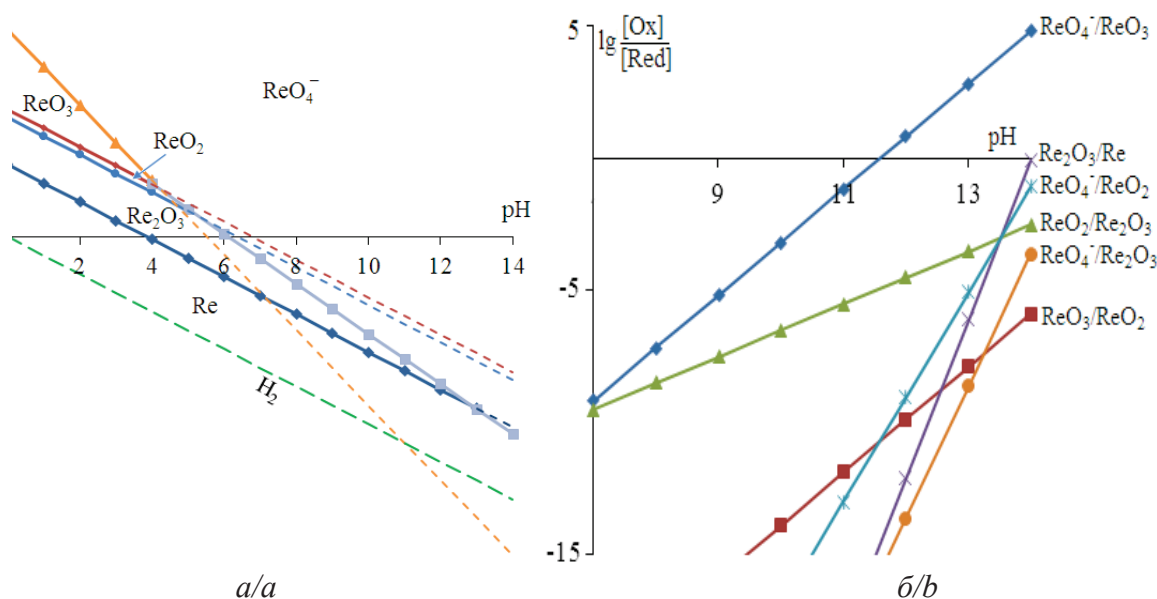 ReO₄⁻
ReO₃
ReO₂
Re₂O₃
pH
2 4 6 8 10 12 14
Re
H₂
а/a
5
lg [Ox]/[Red]
ReO₄⁻/ReO₃
pH
9 11 13
Re₂O₃/Re
ReO₄⁻/ReO₂
ReO₂/Re₂O₃
ReO₄⁻/Re₂O₃
-5
ReO₃/ReO₂
-15
б/b